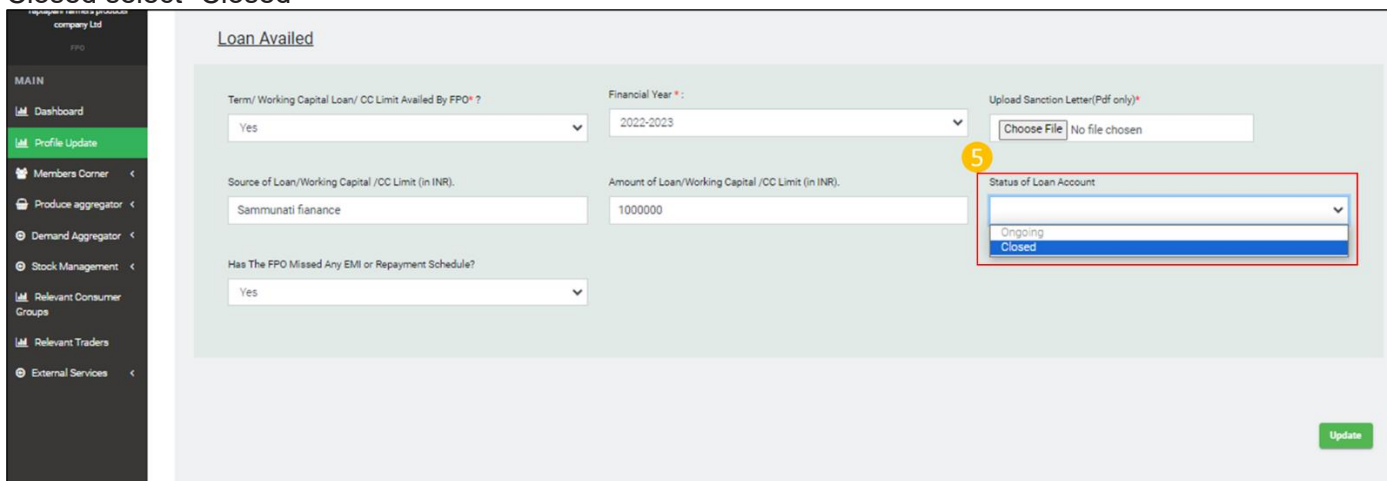 Closed select "Closed"
Taptapani farmers producer
company Ltd
FPO
MAIN
Dashboard
Profile Update
Members Corner
Produce aggregator
Demand Aggregator
Stock Management
Relevant Consumer
Groups
Relevant Traders
External Services
Loan Availed
Term/ Working Capital Loan/ CC Limit Availed By FPO* ?
Yes
Financial Year * :
2022-2023
Upload Sanction Letter(Pdf only)*
Choose File No file chosen
5
Source of Loan/Working Capital /CC Limit (in INR).
Sammunati fianance
Amount of Loan/Working Capital /CC Limit (in INR).
1000000
Status of Loan Account
Ongoing
Closed
Has The FPO Missed Any EMI or Repayment Schedule?
Yes
Update